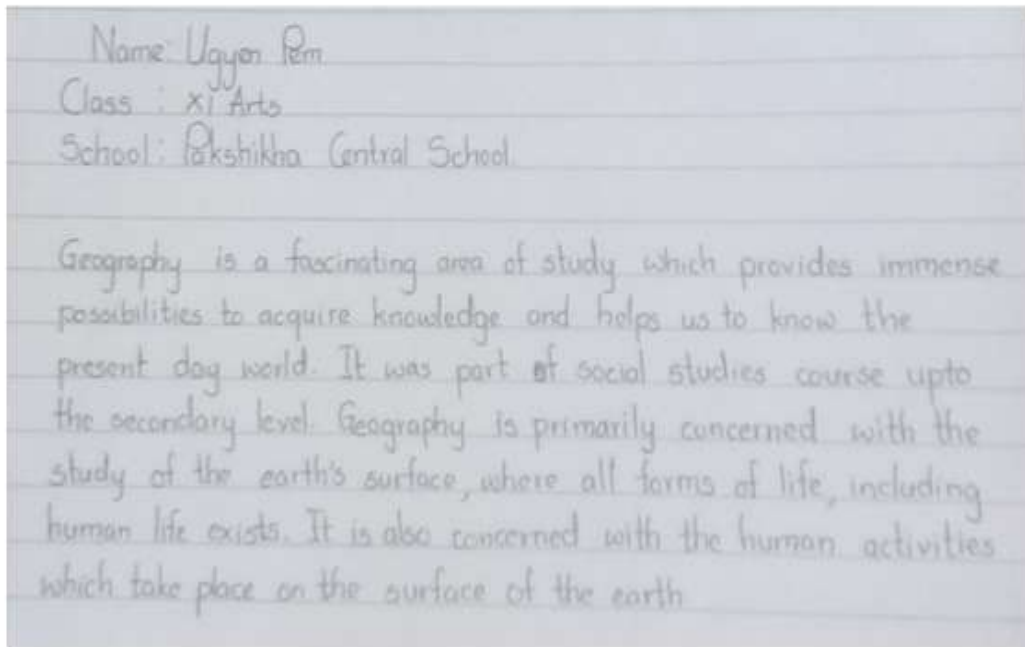 Name: Ugyen Pem
Class : XI Arts
School: Pakshikha Central School
Geography is a fascinating area of study which provides immense
possibilities to acquire knowledge and helps us to know the
present day world. It was part of social studies course upto
the secondary level. Geography is primarily concerned with the
study of the earth's surface, where all forms of life, including
human life exists. It is also concerned with the human activities
which take place on the surface of the earth